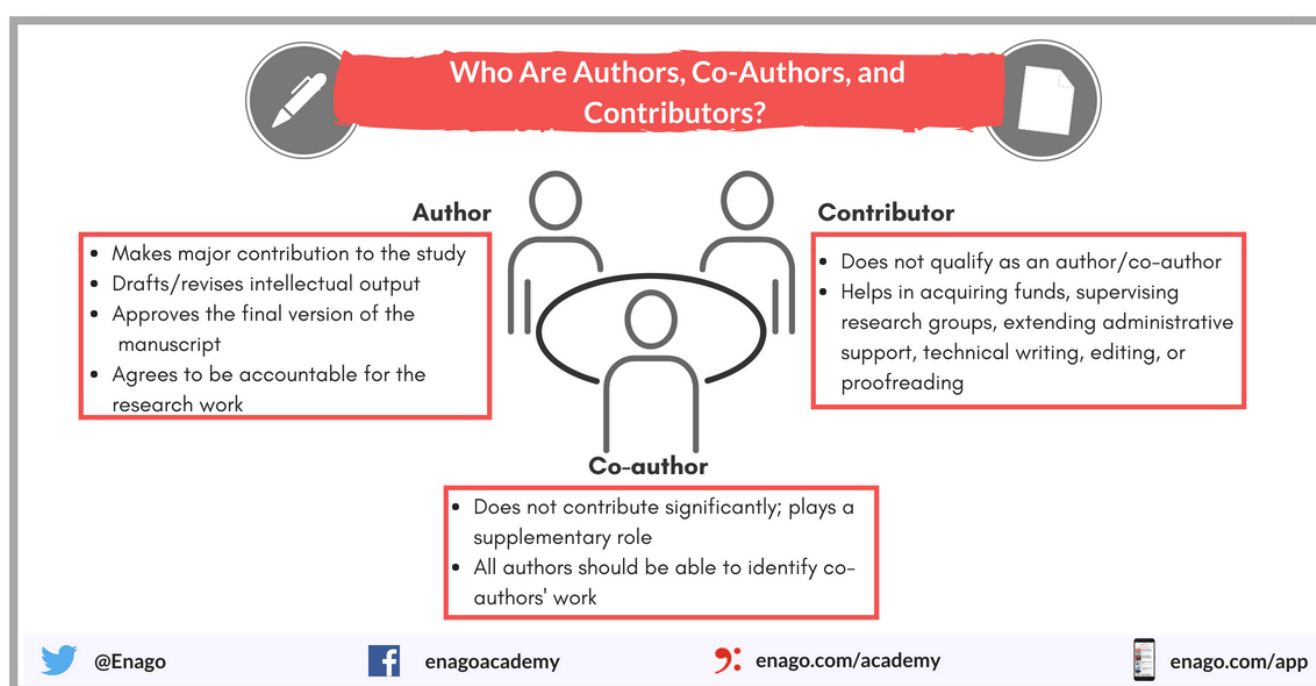 Who Are Authors, Co-Authors, and
Contributors?
Author
• Makes major contribution to the study
• Drafts/revises intellectual output
• Approves the final version of the
manuscript
• Agrees to be accountable for the
research work
Contributor
• Does not qualify as an author/co-author
• Helps in acquiring funds, supervising
research groups, extending administrative
support, technical writing, editing, or
proofreading
Co-author
• Does not contribute significantly; plays a
supplementary role
• All authors should be able to identify co-
authors' work
@Enago
enagoacademy
enago.com/academy
enago.com/app